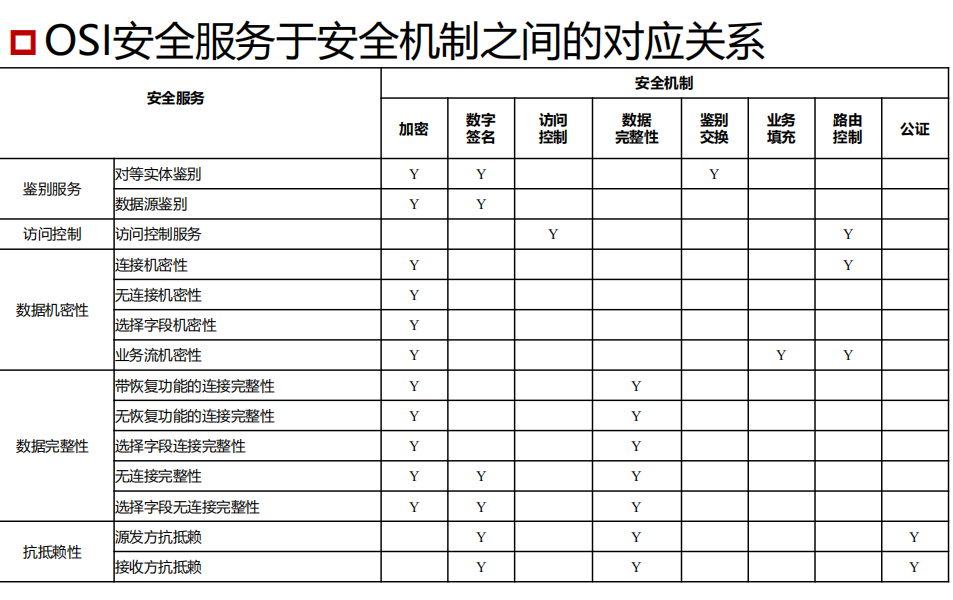 OSI安全服务于安全机制之间的对应关系
安全服务
安全机制
加密
数字
签名
访问
控制
数据
完整性
鉴别
交换
业务
填充
路由
控制
公证
鉴别服务
对等实体鉴别 Y Y Y
数据源鉴别 Y Y
访问控制 访问控制服务 Y Y
数据机密性
连接机密性 Y Y
无连接机密性 Y
选择字段机密性 Y
业务流机密性 Y Y Y
数据完整性
带恢复功能的连接完整性 Y Y
无恢复功能的连接完整性 Y Y
选择字段连接完整性 Y Y
无连接完整性 Y Y Y
选择字段无连接完整性 Y Y Y
抗抵赖性
源发方抗抵赖 Y Y Y
接收方抗抵赖 Y Y Y